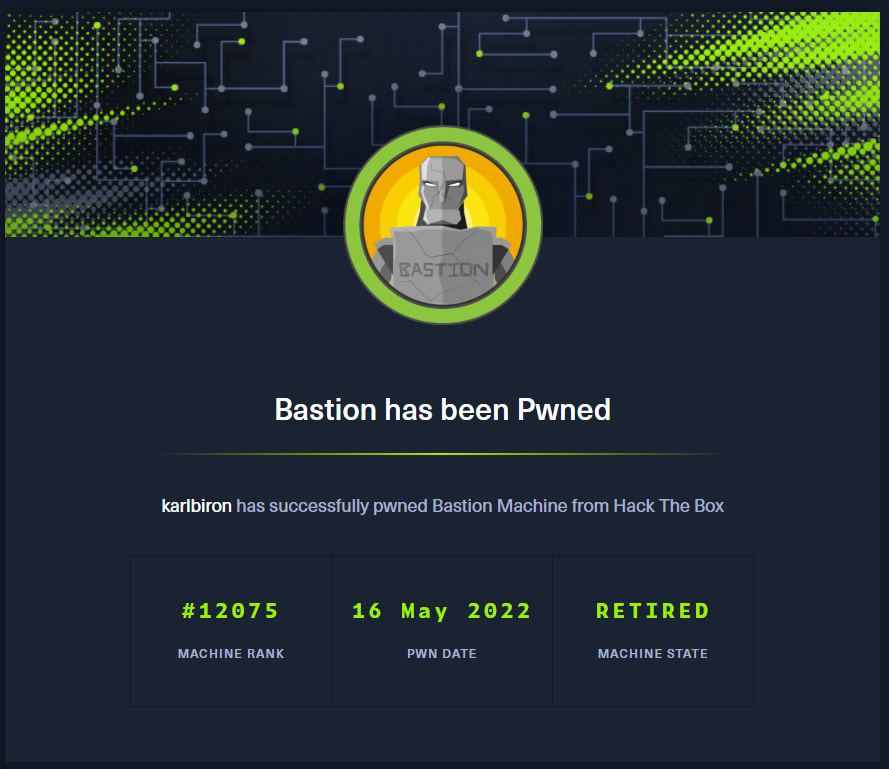 BASTION
Bastion has been Pwned
karlbiron has successfully pwned Bastion Machine from Hack The Box
#12075 16 May 2022 RETIRED
MACHINE RANK PWN DATE MACHINE STATE